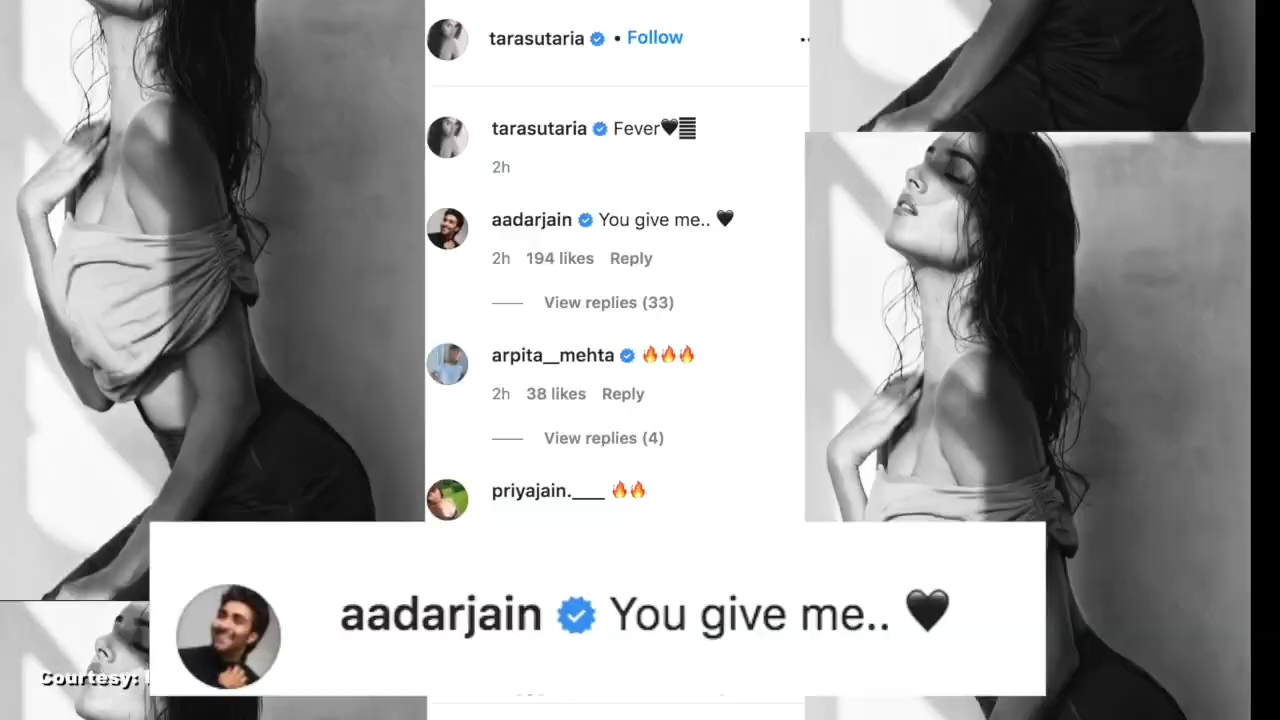 tarasutaria • Follow
tarasutaria Fever🖤
2h
aadarjain You give me.. 🖤
2h 194 likes Reply
View replies (33)
arpita__mehta 🔥🔥🔥
2h 38 likes Reply
View replies (4)
priyajain.____ 🔥🔥
aadarjain You give me.. 🖤
Courtesy: